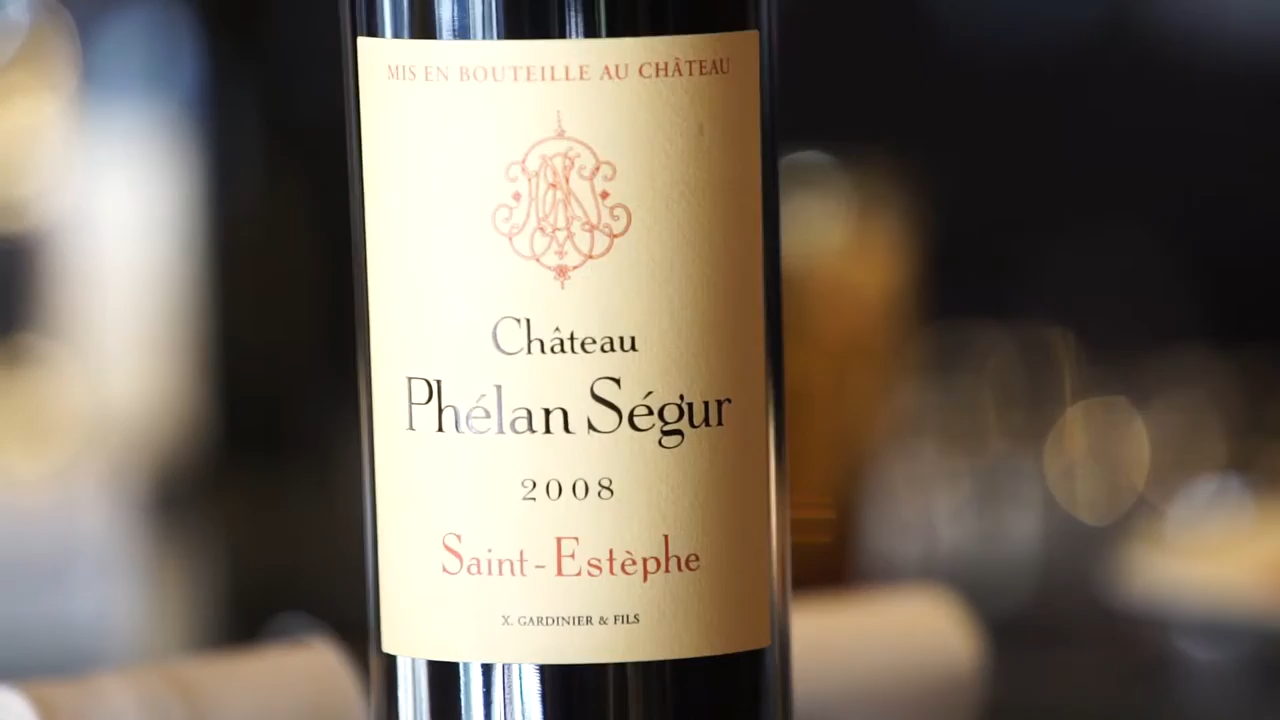 MIS EN BOUTEILLE AU CHÂTEAU
Château
Phélan Ségur
2008
Saint-Estèphe
X. GARDINIER & FILS